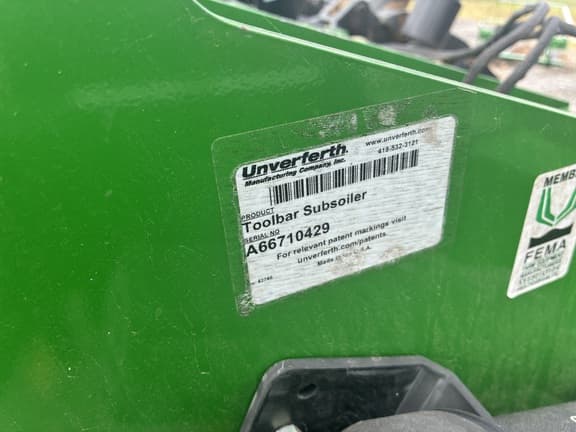 Unverferth.
Manufacturing Company, Inc.
www.unverferth.com
419-532-3121
PRODUCT
Toolbar Subsoiler
SERIAL NO
A66710429
For relevant patent markings visit
unverferth.com/patents
Made in U.S.A.
FEMA